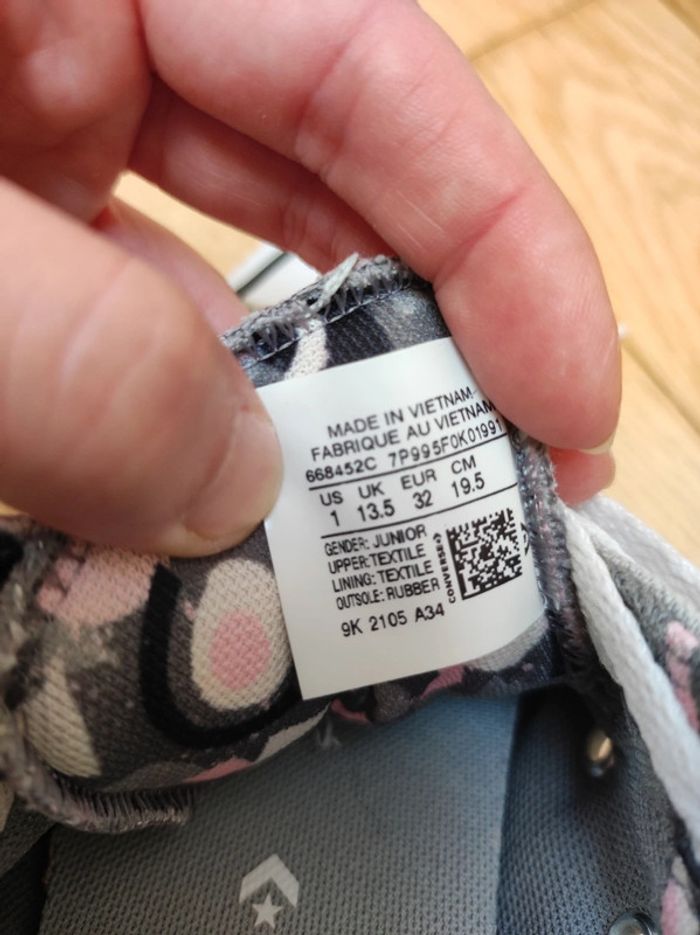 MADE IN VIETNAM
FABRIQUE AU VIETNAM
668452C 7P995F0K01991
US UK EUR CM
1 13.5 32 19.5
GENDER: JUNIOR
UPPER:TEXTILE
LINING: TEXTILE
OUTSOLE: RUBBER
CONVERSE
9K 2105 A34